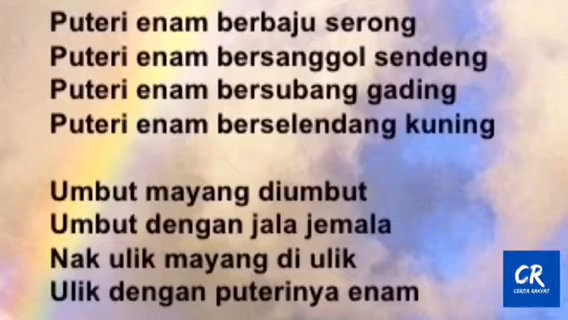 Puteri enam berbaju serong
Puteri enam bersanggol sendeng
Puteri enam bersubang gading
Puteri enam berselendang kuning
Umbut mayang diumbut
Umbut dengan jala jemala
Nak ulik mayang di ulik
Ulik dengan puterinya enam
CR
CERITA RAKYAT